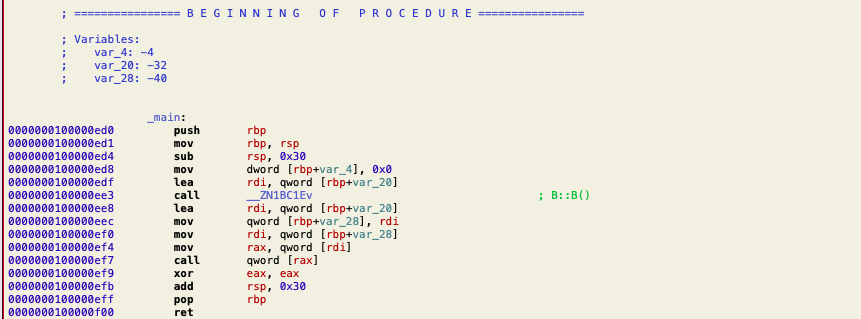 ; ================ B E G I N N I N G   O F   P R O C E D U R E ================
; Variables:
;    var_4: -4
;    var_20: -32
;    var_28: -40
_main:
0000000100000ed0 push rbp
0000000100000ed1 mov rbp, rsp
0000000100000ed4 sub rsp, 0x30
0000000100000ed8 mov dword [rbp+var_4], 0x0
0000000100000edf lea rdi, qword [rbp+var_20]
0000000100000ee3 call __ZN1BC1Ev ; B::B()
0000000100000ee8 lea rdi, qword [rbp+var_20]
0000000100000eec mov qword [rbp+var_28], rdi
0000000100000ef0 mov rdi, qword [rbp+var_28]
0000000100000ef4 mov rax, qword [rdi]
0000000100000ef7 call qword [rax]
0000000100000ef9 xor eax, eax
0000000100000efb add rsp, 0x30
0000000100000eff pop rbp
0000000100000f00 ret